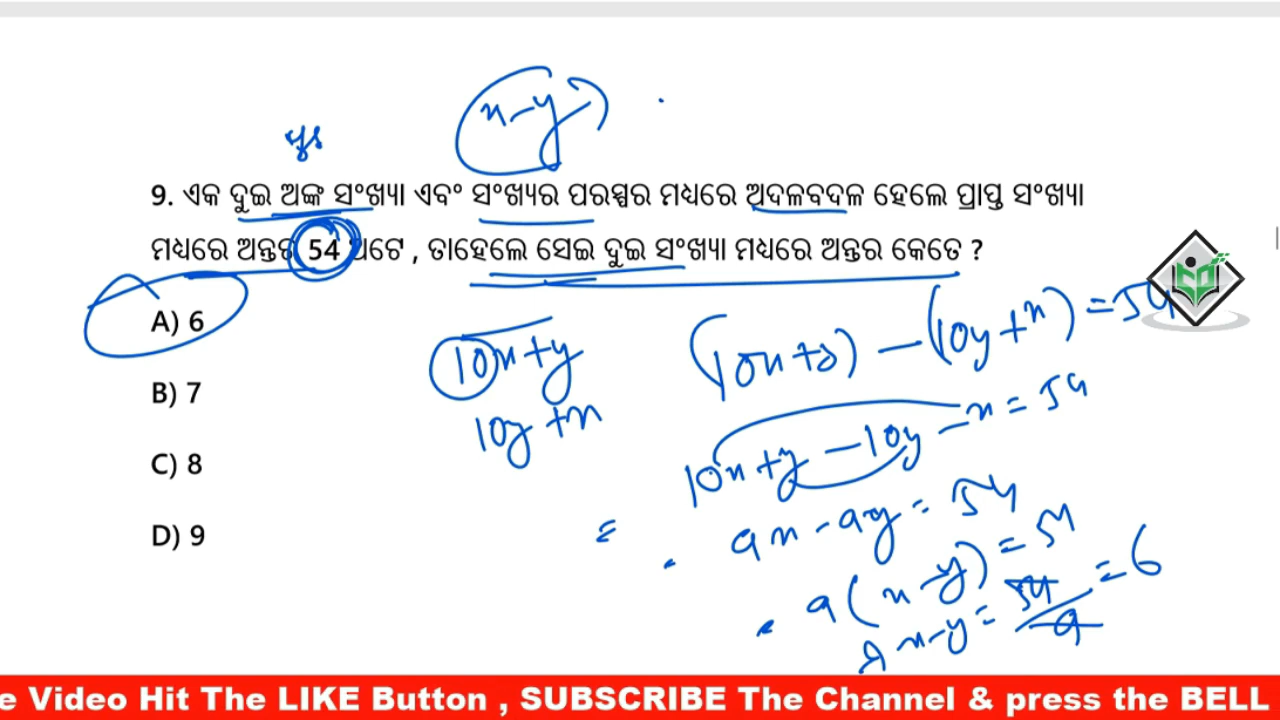 x-y
9. ଏକ ଦୁଇ ଅଙ୍କ ସଂଖ୍ୟା ଏବଂ ସଂଖ୍ୟର ପରସ୍ପର ମଧ୍ୟରେ ଅଦଳବଦଳ ହେଲେ ପ୍ରାପ୍ତ ସଂଖ୍ୟା
ମଧ୍ୟରେ ଅନ୍ତର 54 ଅଟେ , ତାହେଲେ ସେଇ ଦୁଇ ସଂଖ୍ୟା ମଧ୍ୟରେ ଅନ୍ତର କେତେ ?
A) 6
B) 7
C) 8
D) 9
10x+y
10y+x
(10x+y) - (10y+x) = 54
10x+y-10y-x = 54
=
9x-9y = 54
9(x-y) = 54
x-y = 54/9 = 6
e Video Hit The LIKE Button , SUBSCRIBE The Channel & press the BELL